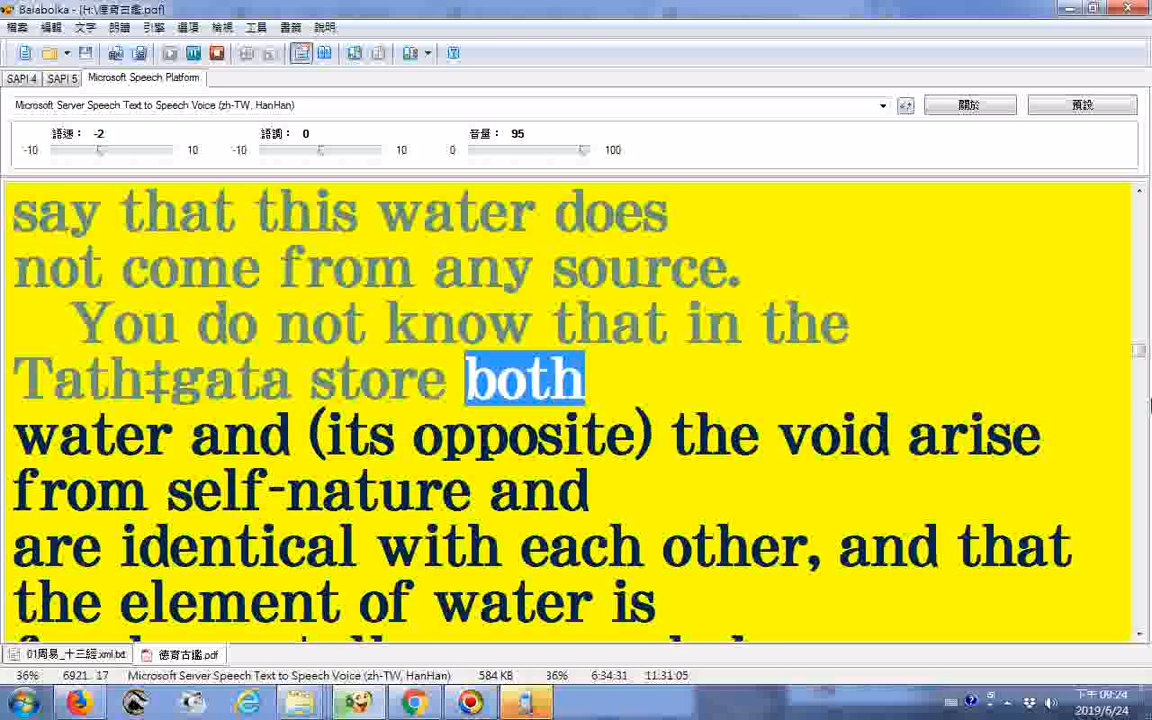 Balabolka - [H:\德育古鑑.pdf]
檔案 編輯 文字 朗讀 引擎 選項 檢視 工具 書籤 說明
SAPI 4 SAPI 5 Microsoft Speech Platform
Microsoft Server Speech Text to Speech Voice (zh-TW, HanHan) 關於 預設
語速： -2 語調： 0 音量： 95
-10 10 -10 10 0 100
say that this water does
not come from any source.
You do not know that in the
Tath‡gata store both
water and (its opposite) the void arise
from self-nature and
are identical with each other, and that
the element of water is
01周易_十三經.xml.txt 德育古鑑.pdf
36% 6921. 17 Microsoft Server Speech Text to Speech Voice (zh-TW, HanHan) 584 KB 36% 6:34:31 11:31:05
下午 09:24
2019/6/24